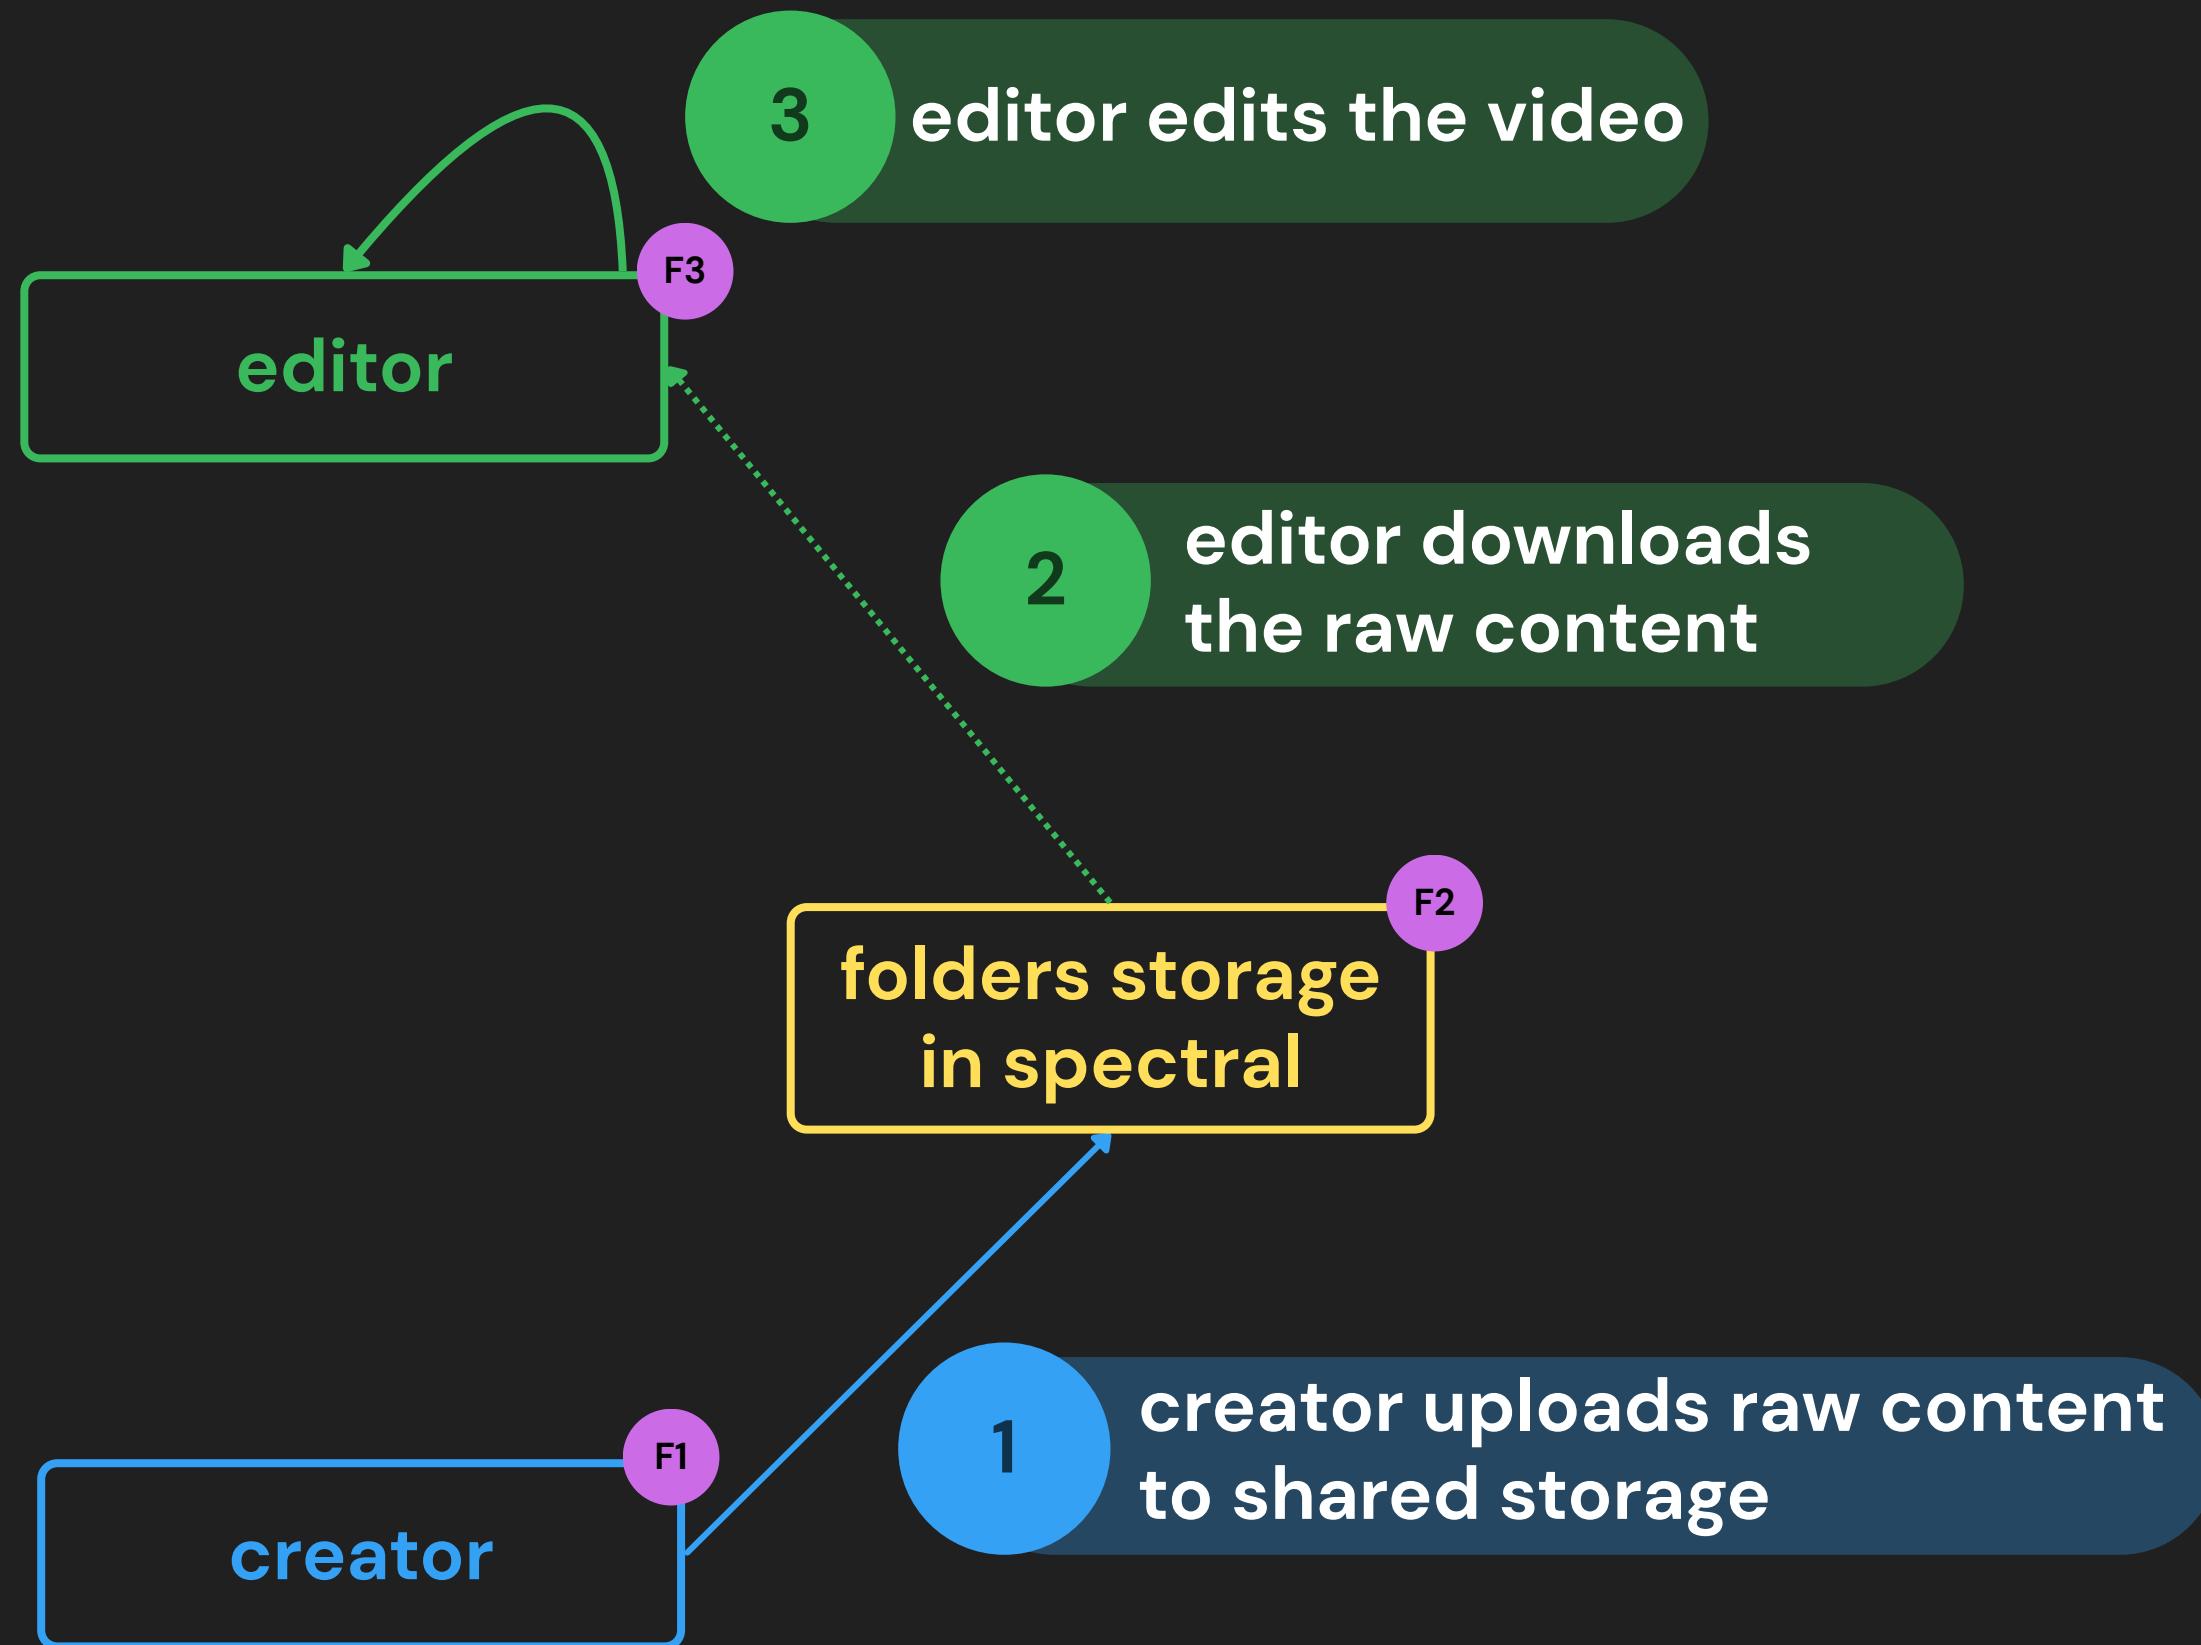 3
editor edits the video
F3
editor
2
editor downloads
the raw content
F2
folders storage
in spectral
1
creator uploads raw content
to shared storage
F1
creator